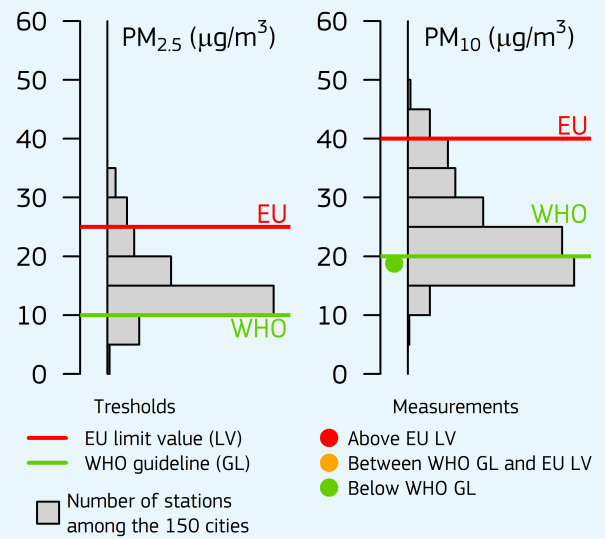 60
50
40
30
20
10
0
PM2.5 (μg/m³)
EU
WHO
60
50
40
30
20
10
0
PM10 (μg/m³)
EU
WHO
Tresholds
EU limit value (LV)
WHO guideline (GL)
Number of stations
among the 150 cities
Measurements
Above EU LV
Between WHO GL and EU LV
Below WHO GL